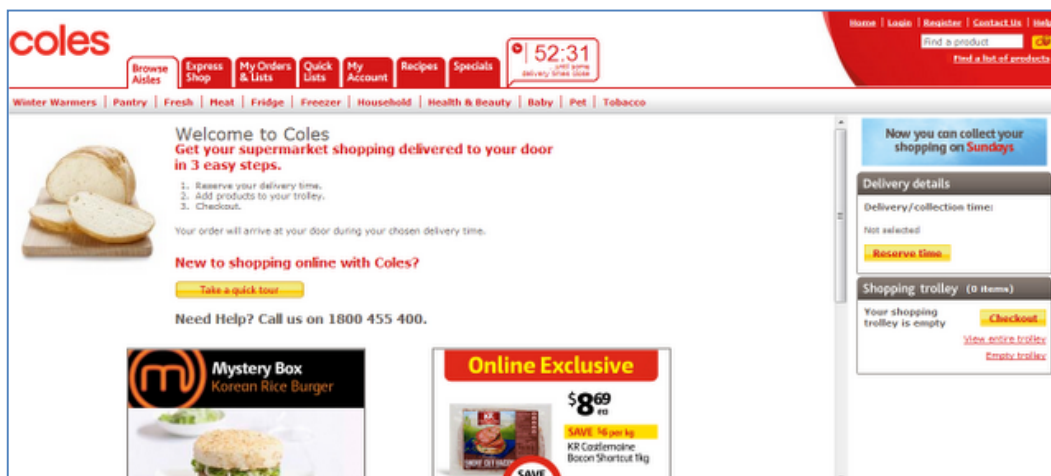 Home | Login | Register | Contact Us | Help
coles
Find a product
Find a list of products
Browse Aisles
Express Shop
My Orders & Lists
Quick Lists
My Account
Recipes
Specials
52:31
until some
delivery times close
Winter Warmers | Pantry | Fresh | Meat | Fridge | Freezer | Household | Health & Beauty | Baby | Pet | Tobacco
Welcome to Coles
Get your supermarket shopping delivered to your door
in 3 easy steps.
1. Reserve your delivery time.
2. Add products to your trolley.
3. Checkout.
Your order will arrive at your door during your chosen delivery time.
New to shopping online with Coles?
Take a quick tour
Need Help? Call us on 1800 455 400.
Mystery Box
Korean Rice Burger
Online Exclusive
$8.69
ea
SAVE $6 per kg
KR Castlemaine
Bacon Shortcut 1kg
KR
SHORT CUT BACON
SAVE
Now you can collect your
shopping on Sundays
Delivery details
Delivery/collection time:
Not selected
Reserve time
Shopping trolley (0 items)
Your shopping
trolley is empty
Checkout
View entire trolley
Empty trolley